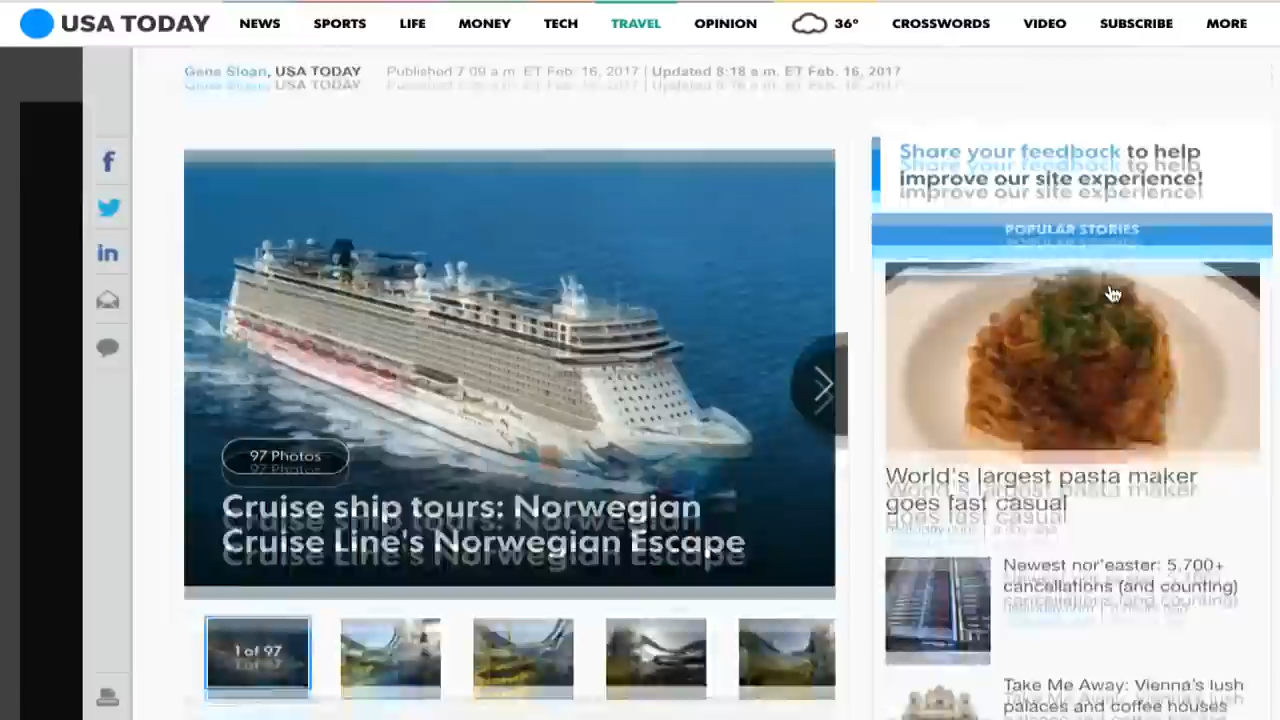 USA TODAY
NEWS SPORTS LIFE MONEY TECH TRAVEL OPINION 36° CROSSWORDS VIDEO SUBSCRIBE MORE
Gene Sloan, USA TODAY Published 7:09 a.m. ET Feb. 16, 2017 | Updated 8:18 a.m. ET Feb. 16, 2017
f
in
97 Photos
Cruise ship tours: Norwegian
Cruise Line's Norwegian Escape
1 of 97
Share your feedback to help
improve our site experience!
POPULAR STORIES
World's largest pasta maker
goes fast casual
Newest nor'easter: 5,700+
cancellations (and counting)
Take Me Away: Vienna's lush
palaces and coffee houses